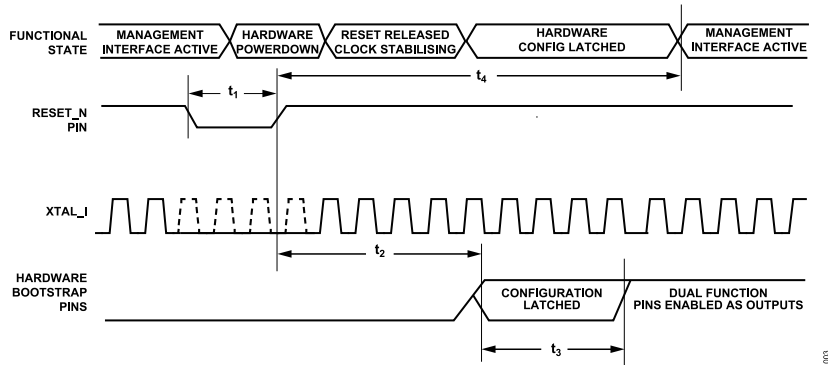 FUNCTIONAL
STATE
MANAGEMENT
INTERFACE ACTIVE
HARDWARE
POWERDOWN
RESET RELEASED
CLOCK STABILISING
HARDWARE
CONFIG LATCHED
MANAGEMENT
INTERFACE ACTIVE
t1
t4
RESET_N
PIN
XTAL_I
t2
HARDWARE
BOOTSTRAP
PINS
CONFIGURATION
LATCHED
DUAL FUNCTION
PINS ENABLED AS OUTPUTS
t3
003